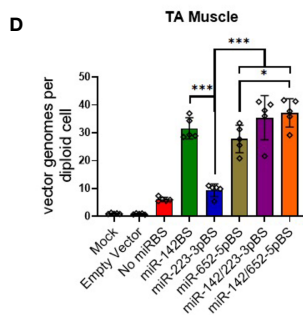 D
TA Muscle
***
***
*
vector genomes per
diploid cell
50
40
30
20
10
0
Mock
Empty Vector
No miRBS
miR-142BS
miR-223-3pBS
miR-652-5pBS
miR-142/223-3pBS
miR-142/652-5pBS